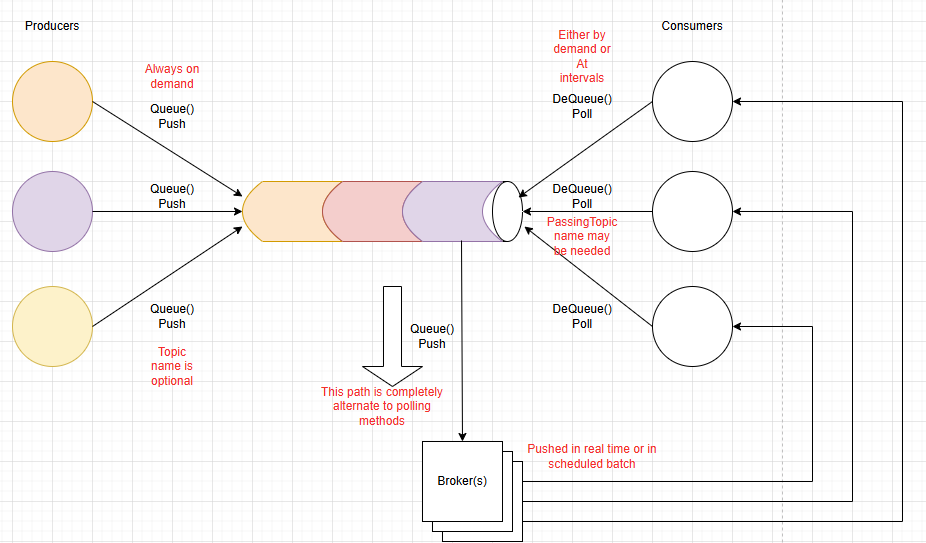 Producers
Consumers
Always on
demand
Queue()
Push
Either by
demand or
At
intervals
DeQueue()
Poll
Queue()
Push
DeQueue()
Poll
PassingTopic
name may
be needed
Queue()
Push
DeQueue()
Poll
Topic
name is
optional
Queue()
Push
This path is completely
alternate to polling
methods
Pushed in real time or in
scheduled batch
Broker(s)